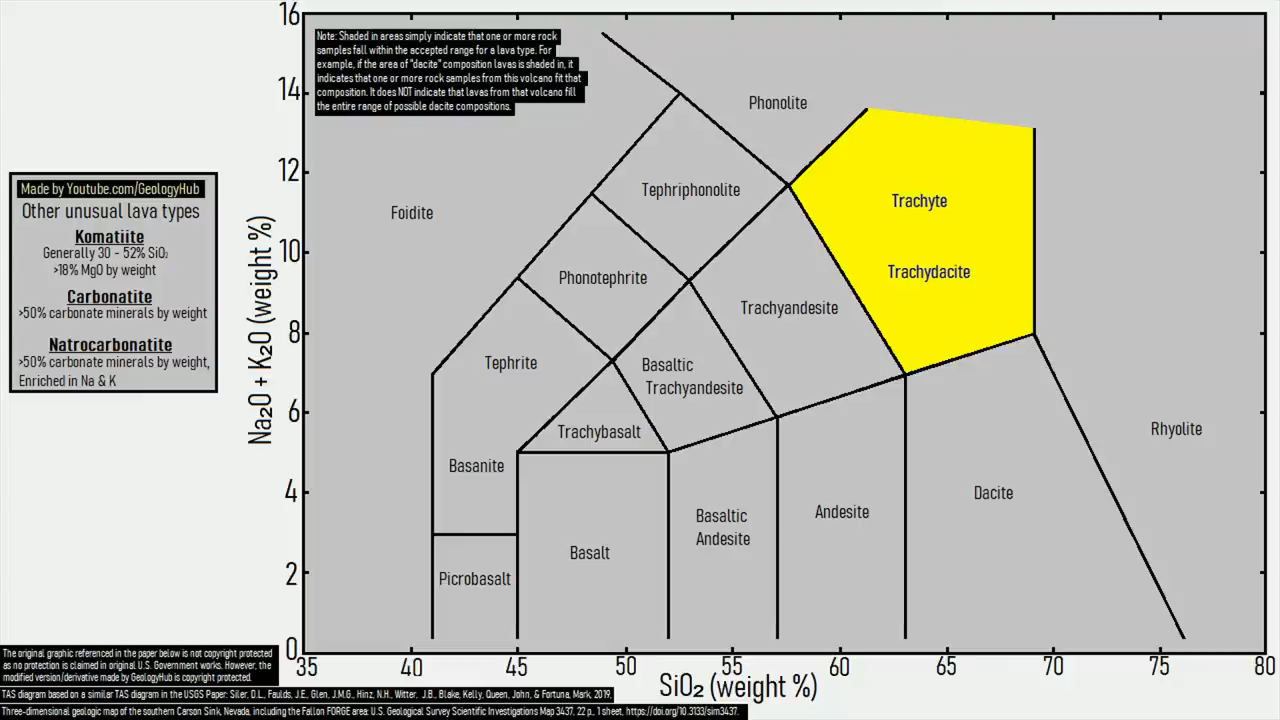 16
Note: Shaded in areas simply indicate that one or more rock
samples fall within the accepted range for a lava type. For
example, if the area of "dacite" composition lavas is shaded in, it
indicates that one or more rock samples from this volcano fit that
composition. It does NOT indicate that lavas from that volcano fill
the entire range of possible dacite compositions.
14
Phonolite
12
Made by Youtube.com/GeologyHub
Other unusual lava types
Komatiite
Generally 30 - 52% SiO₂
>18% MgO by weight
Carbonatite
>50% carbonate minerals by weight
Natrocarbonatite
>50% carbonate minerals by weight,
Enriched in Na & K
Na₂O + K₂O (weight %)
Tephriphonolite
Trachyte
Foidite
10
Trachydacite
Phonotephrite
Trachyandesite
8
Tephrite
Basaltic
Trachyandesite
6
Trachybasalt
Rhyolite
Basanite
4
Dacite
Basaltic
Andesite
Andesite
Basalt
2
Picrobasalt
0
35 40 45 50 55 60 65 70 75 80
SiO₂ (weight %)
The original graphic referenced in the paper below is not copyright protected
as no protection is claimed in original U.S. Government works. However, the
modified version/derivative made by GeologyHub is copyright protected.
TAS diagram based on a similar TAS diagram in the USGS Paper: Siler, D.L., Faulds, J.E., Glen, J.M.G., Hinz, N.H., Witter, J.B., Blake, Kelly, Queen, John, & Fortuna, Mark, 2019,
Three-dimensional geologic map of the southern Carson Sink, Nevada, including the Fallon FORGE area: U.S. Geological Survey Scientific Investigations Map 3437, 22 p., 1 sheet, https://doi.org/10.3133/sim3437.